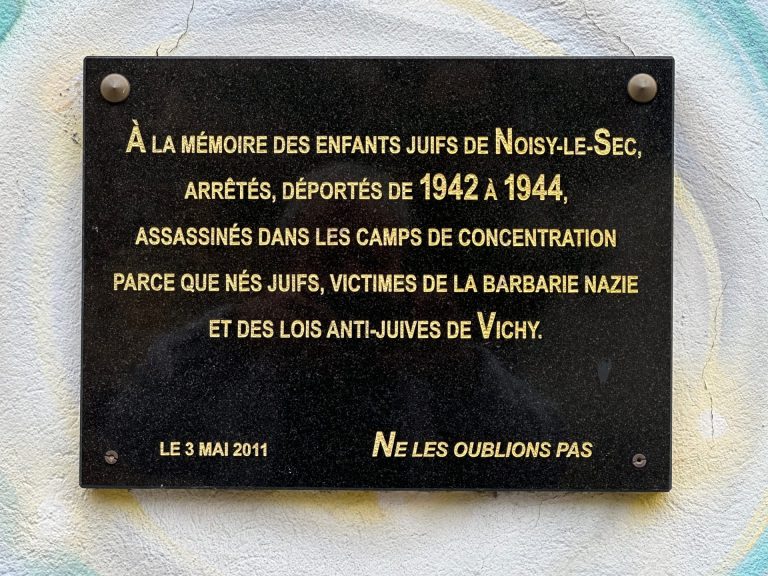 À LA MÉMOIRE DES ENFANTS JUIFS DE NOISY-LE-SEC,
ARRÊTÉS, DÉPORTÉS DE 1942 À 1944,
ASSASSINÉS DANS LES CAMPS DE CONCENTRATION
PARCE QUE NÉS JUIFS, VICTIMES DE LA BARBARIE NAZIE
ET DES LOIS ANTI-JUIVES DE VICHY.
LE 3 MAI 2011 NE LES OUBLIONS PAS